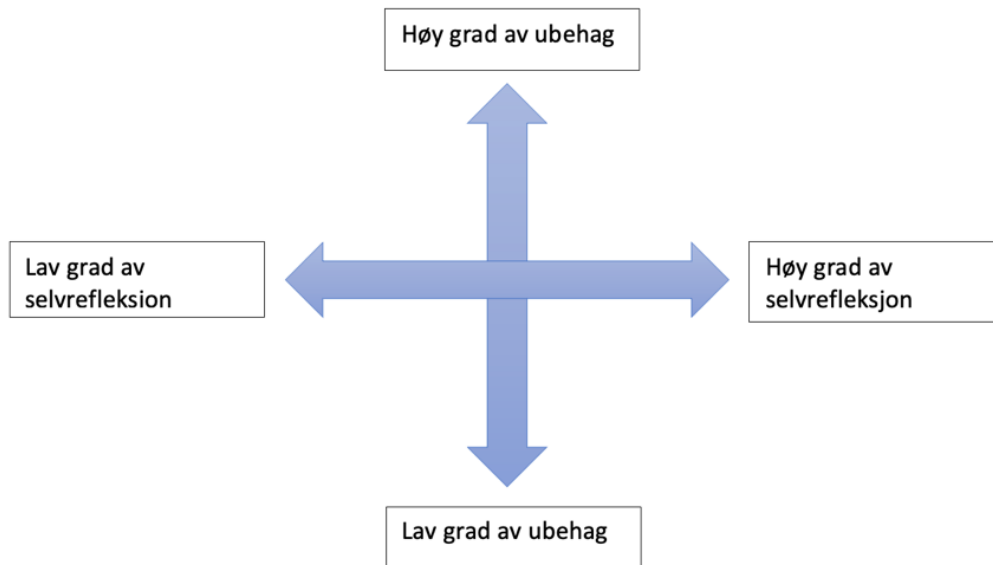 Høy grad av ubehag
Lav grad av
selvrefleksion
Høy grad av
selvrefleksjon
Lav grad av ubehag